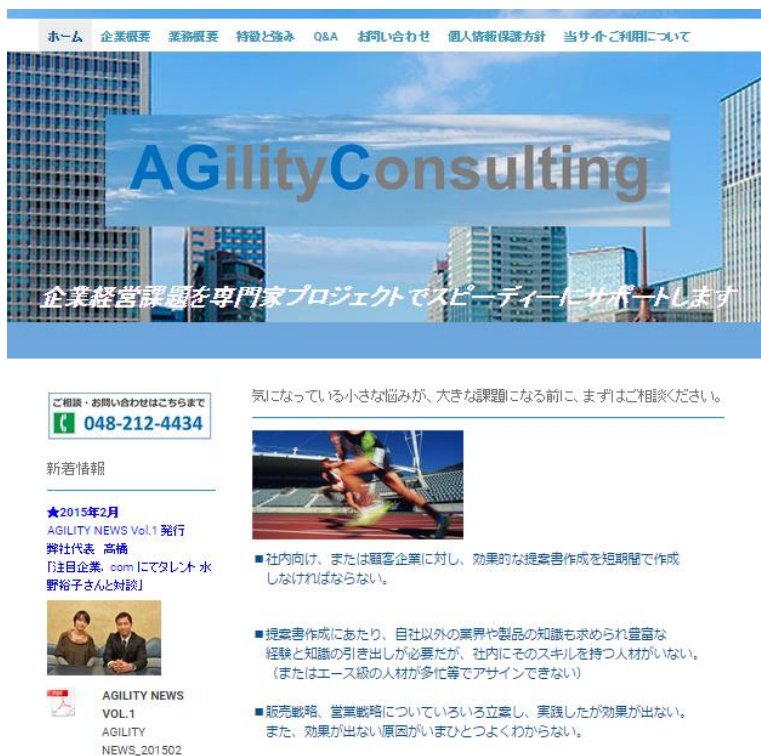 ホーム 企業概要 業務概要 特徴と強み Q&A お問い合わせ 個人情報保護方針 当サイトご利用について
AGilityConsulting
企業経営課題を専門家プロジェクトでスピーディーにサポートします
ご相談・お問い合わせはこちらまで
048-212-4434
新着情報
★2015年2月
AGILITY NEWS Vol.1 発行
弊社代表 高橋
「注目企業．com にてタレント 水
野裕子さんと対談」
PDF
AGILITY NEWS
VOL.1
AGILITY
NEWS_201502
気になっている小さな悩みが、大きな課題になる前に、まずはご相談ください。
■社内向け、または顧客企業に対し、効果的な提案書作成を短期間で作成
しなければならない。
■提案書作成にあたり、自社以外の業界や製品の知識も求められ豊富な
経験と知識の引き出しが必要だが、社内にそのスキルを持つ人材がいない。
（またはエース級の人材が多忙等でアサインできない）
■販売戦略、営業戦略についていろいろ立案し、実践したが効果が出ない。
また、効果が出ない原因がいまひとつよくわからない。